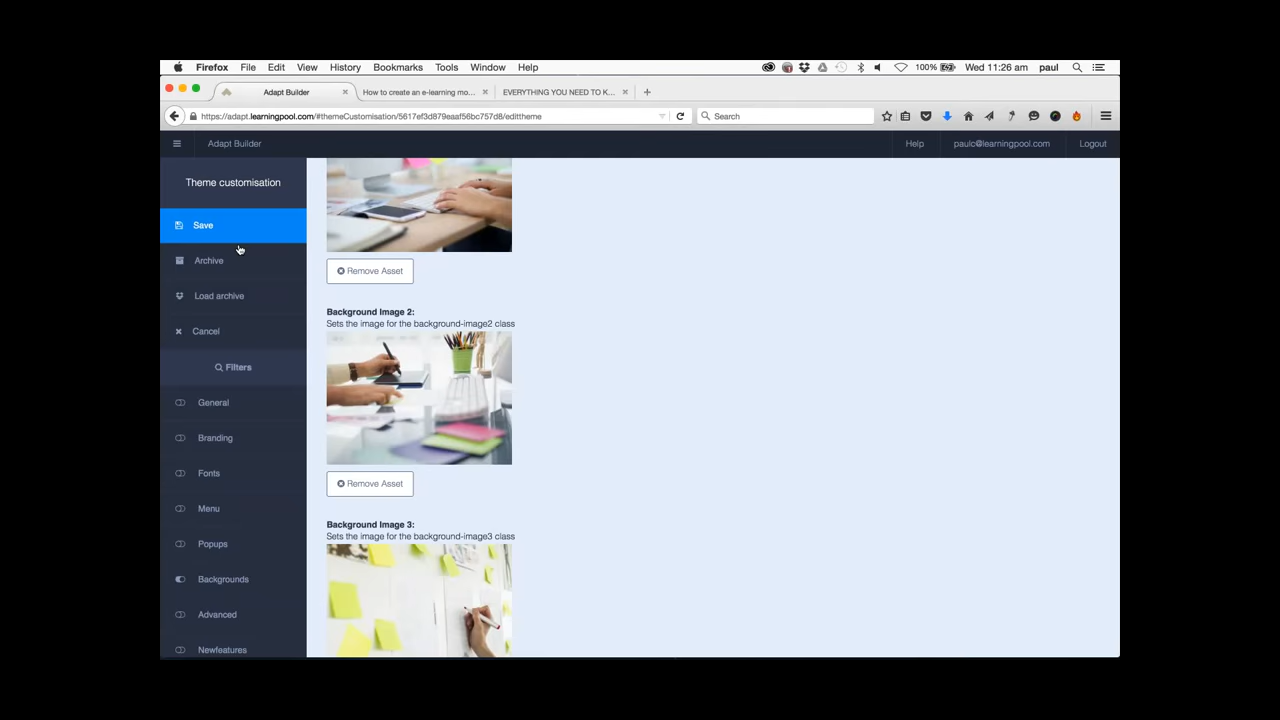 Firefox File Edit View History Bookmarks Tools Window Help 100% Wed 11:26 am paul
Adapt Builder How to create an e-learning mo... EVERYTHING YOU NEED TO K...
https://adapt.learningpool.com/#themeCustomisation/5617ef3d879eaaf56bc757d8/edittheme Search
Adapt Builder Help paulc@learningpool.com Logout
Theme customisation
Save
Archive
Load archive
Cancel
Filters
General
Branding
Fonts
Menu
Popups
Backgrounds
Advanced
Newfeatures
Remove Asset
Background Image 2:
Sets the image for the background-image2 class
Remove Asset
Background Image 3:
Sets the image for the background-image3 class